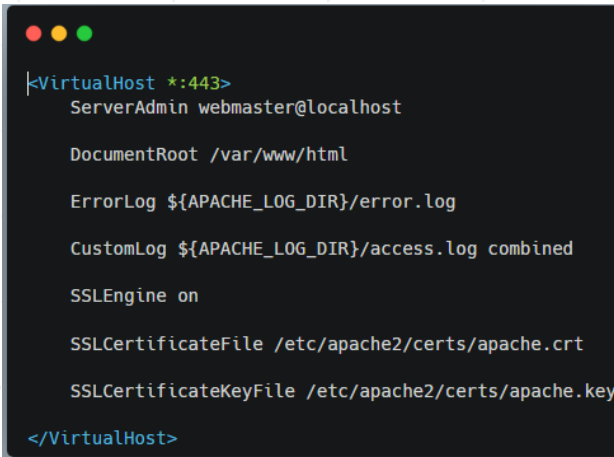 <VirtualHost *:443>
ServerAdmin webmaster@localhost
DocumentRoot /var/www/html
ErrorLog ${APACHE_LOG_DIR}/error.log
CustomLog ${APACHE_LOG_DIR}/access.log combined
SSLEngine on
SSLCertificateFile /etc/apache2/certs/apache.crt
SSLCertificateKeyFile /etc/apache2/certs/apache.key
</VirtualHost>